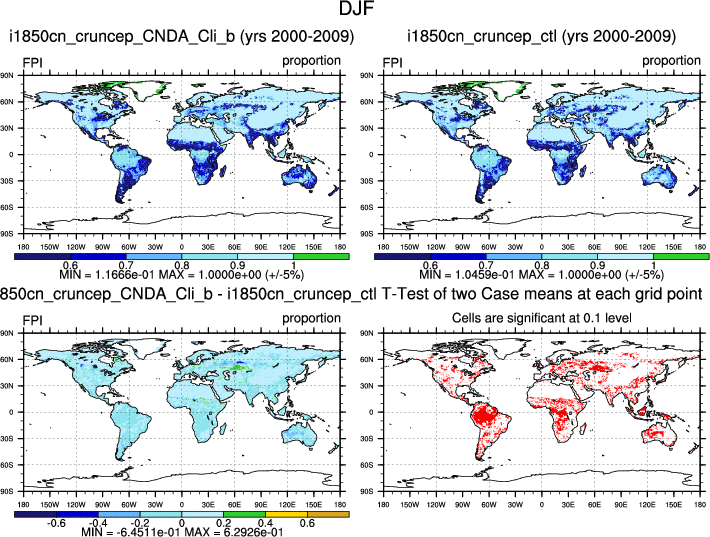 DJF
i1850cn_cruncep_CNDA_Cli_b (yrs 2000-2009)
i1850cn_cruncep_ctl (yrs 2000-2009)
FPI
proportion
FPI
proportion
90N
60N
30N
0
30S
60S
90S
180 150W 120W 90W 60W 30W 0 30E 60E 90E 120E 150E 180
90N
60N
30N
0
30S
60S
90S
180 150W 120W 90W 60W 30W 0 30E 60E 90E 120E 150E 180
0.6 0.7 0.8 0.9 1
MIN = 1.1666e-01 MAX = 1.0000e+00 (+/-5%)
0.6 0.7 0.8 0.9 1
MIN = 1.0459e-01 MAX = 1.0000e+00 (+/-5%)
850cn_cruncep_CNDA_Cli_b - i1850cn_cruncep_ctl
T-Test of two Case means at each grid point
FPI
proportion
Cells are significant at 0.1 level
90N
60N
30N
0
30S
60S
90S
180 150W 120W 90W 60W 30W 0 30E 60E 90E 120E 150E 180
90N
60N
30N
0
30S
60S
90S
180 150W 120W 90W 60W 30W 0 30E 60E 90E 120E 150E 180
-0.6 -0.4 -0.2 0 0.2 0.4 0.6
MIN = -6.4511e-01 MAX = 6.2926e-01